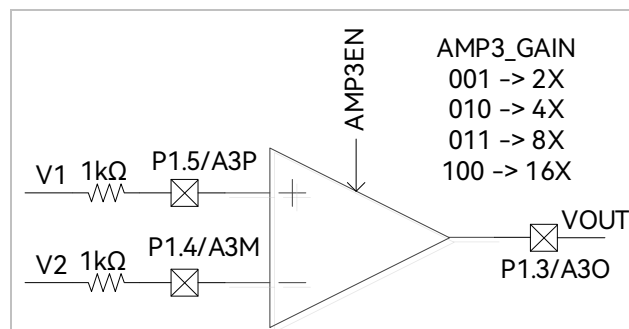 AMP3EN
AMP3_GAIN
001 -> 2X
010 -> 4X
011 -> 8X
100 -> 16X
V1
1kΩ
P1.5/A3P
+
V2
1kΩ
P1.4/A3M
−
VOUT
P1.3/A3O